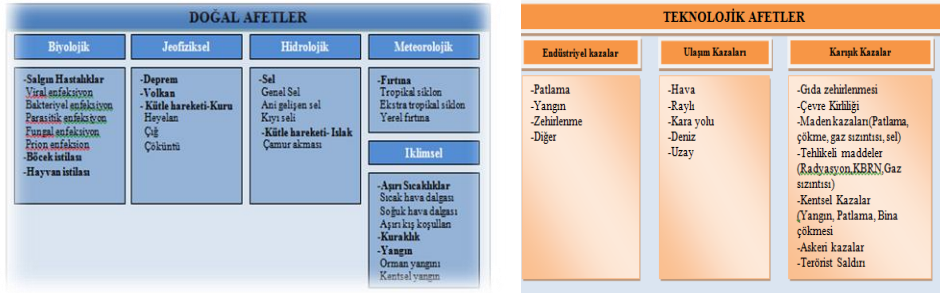 DOĞAL AFETLER
Biyolojik
-Salgın Hastalıklar
Viral enfeksiyon
Bakteriyel enfeksiyon
Parasitik enfeksiyon
Fungal enfeksiyon
Prion enfeksion
-Böcek istilası
-Hayvan istilası
Jeofiziksel
-Deprem
-Volkan
- Kütle hareketi-Kuru
Heyelan
Çığ
Çöküntü
Hidrolojik
-Sel
Genel Sel
Ani gelişen sel
Kıyı seli
-Kütle hareketi- Islak
Çamur akması
Meteorolojik
-Fırtına
Tropikal siklon
Ekstra tropikal siklon
Yerel fırtına
Iklimsel
-Aşırı Sıcaklıklar
Sıcak hava dalgası
Soğuk hava dalgası
Aşırı kış koşulları
-Kuraklık
-Yangın
Orman yangını
Kentsel yangın
TEKNOLOJİK AFETLER
Endüstriyel kazalar
-Patlama
-Yangın
-Zehirlenme
-Diğer
Ulaşım Kazaları
-Hava
-Raylı
-Kara yolu
-Deniz
-Uzay
Karışık Kazalar
-Gıda zehirlenmesi
-Çevre Kirliliği
-Maden kazaları(Patlama,
çökme, gaz sızıntısı, sel)
-Tehlikeli maddeler
(Radyasyon,KBRN,Gaz
sızıntısı)
-Kentsel Kazalar
(Yangın, Patlama, Bina
çökmesi
-Askeri kazalar
-Terörist Saldırı